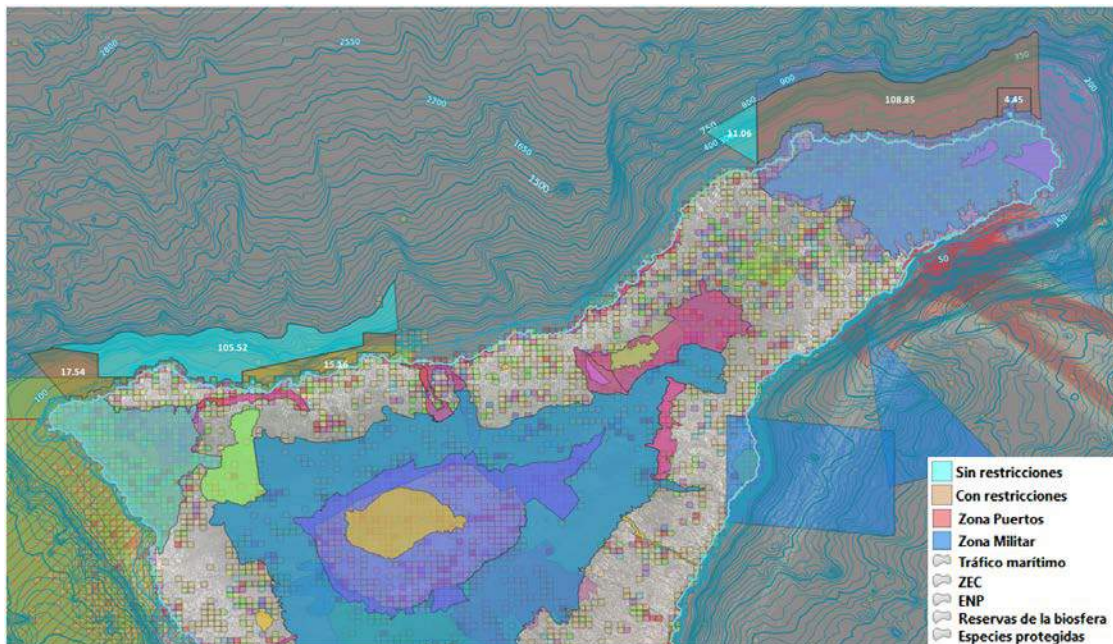 2800
2550
350
900
200
2200
800
108.85
4.45
750
11.06
400
1650
1500
150
50
105.52
15.16
17.54
100
Sin restricciones
Con restricciones
Zona Puertos
Zona Militar
Tráfico marítimo
ZEC
ENP
Reservas de la biosfera
Especies protegidas